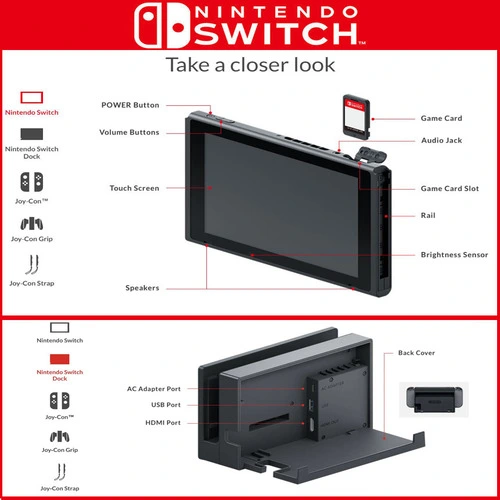 NINTENDO
SWITCH™
Take a closer look
Nintendo Switch
Nintendo Switch
Dock
Joy-Con™
Joy-Con Grip
Joy-Con Strap
POWER Button
Volume Buttons
Touch Screen
Speakers
Game Card
Audio Jack
Game Card Slot
Rail
Brightness Sensor
Nintendo Switch
Nintendo Switch
Dock
Joy-Con™
Joy-Con Grip
Joy-Con Strap
AC Adapter Port
USB Port
HDMI Port
Back Cover